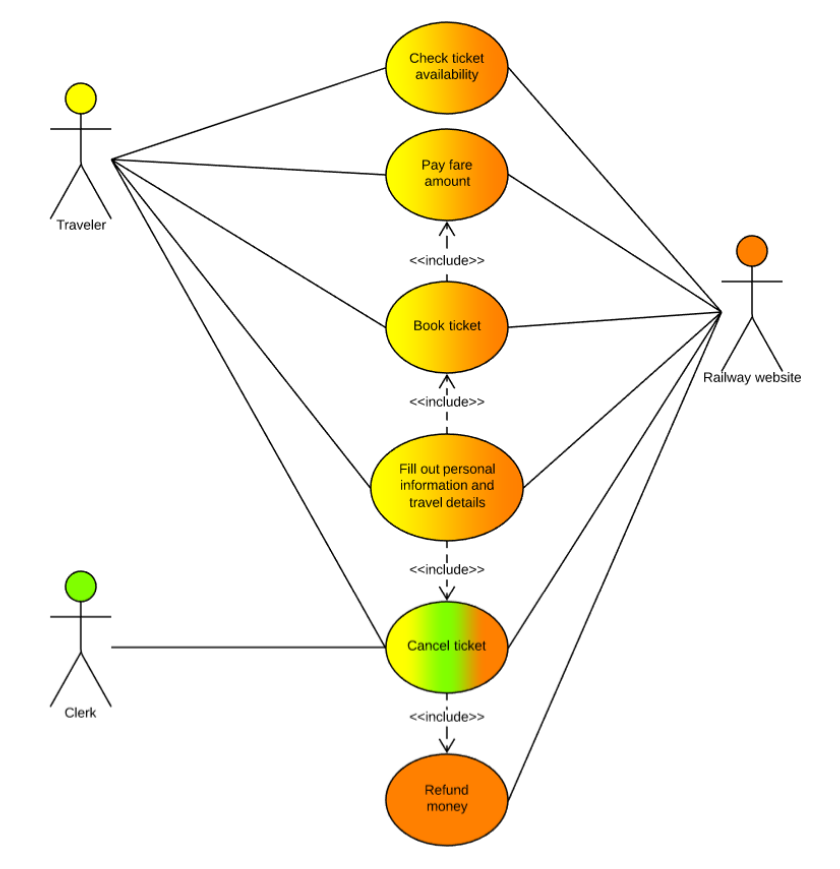 Check ticket
availability
Pay fare
amount
Traveler
<<include>>
Book ticket
Railway website
<<include>>
Fill out personal
information and
travel details
<<include>>
Cancel ticket
Clerk
<<include>>
Refund
money